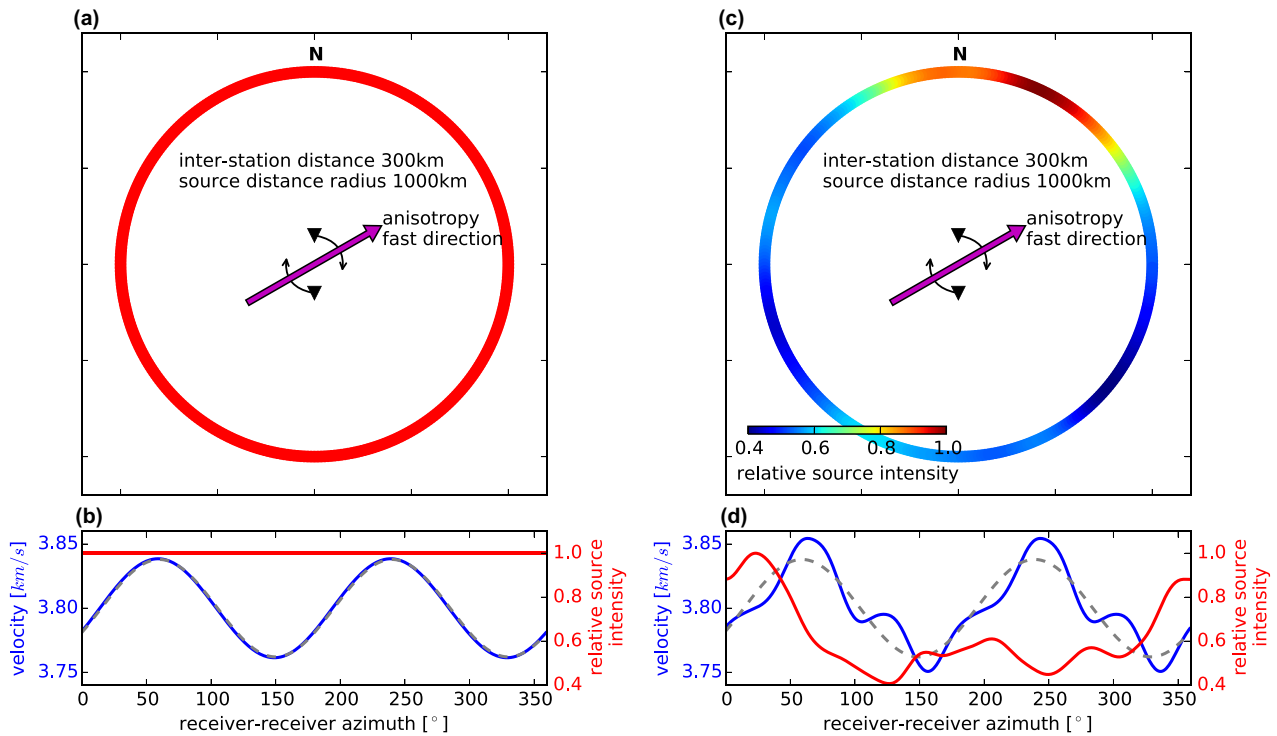 (a)
N
inter-station distance 300km
source distance radius 1000km
anisotropy
fast direction
(c)
N
inter-station distance 300km
source distance radius 1000km
anisotropy
fast direction
0.4 0.6 0.8 1.0
relative source intensity
(b)
3.85
3.80
3.75
velocity [km/s]
1.0
0.8
0.6
0.4
relative source
intensity
0 50 100 150 200 250 300 350
receiver-receiver azimuth [°]
(d)
3.85
3.80
3.75
velocity [km/s]
1.0
0.8
0.6
0.4
relative source
intensity
0 50 100 150 200 250 300 350
receiver-receiver azimuth [°]